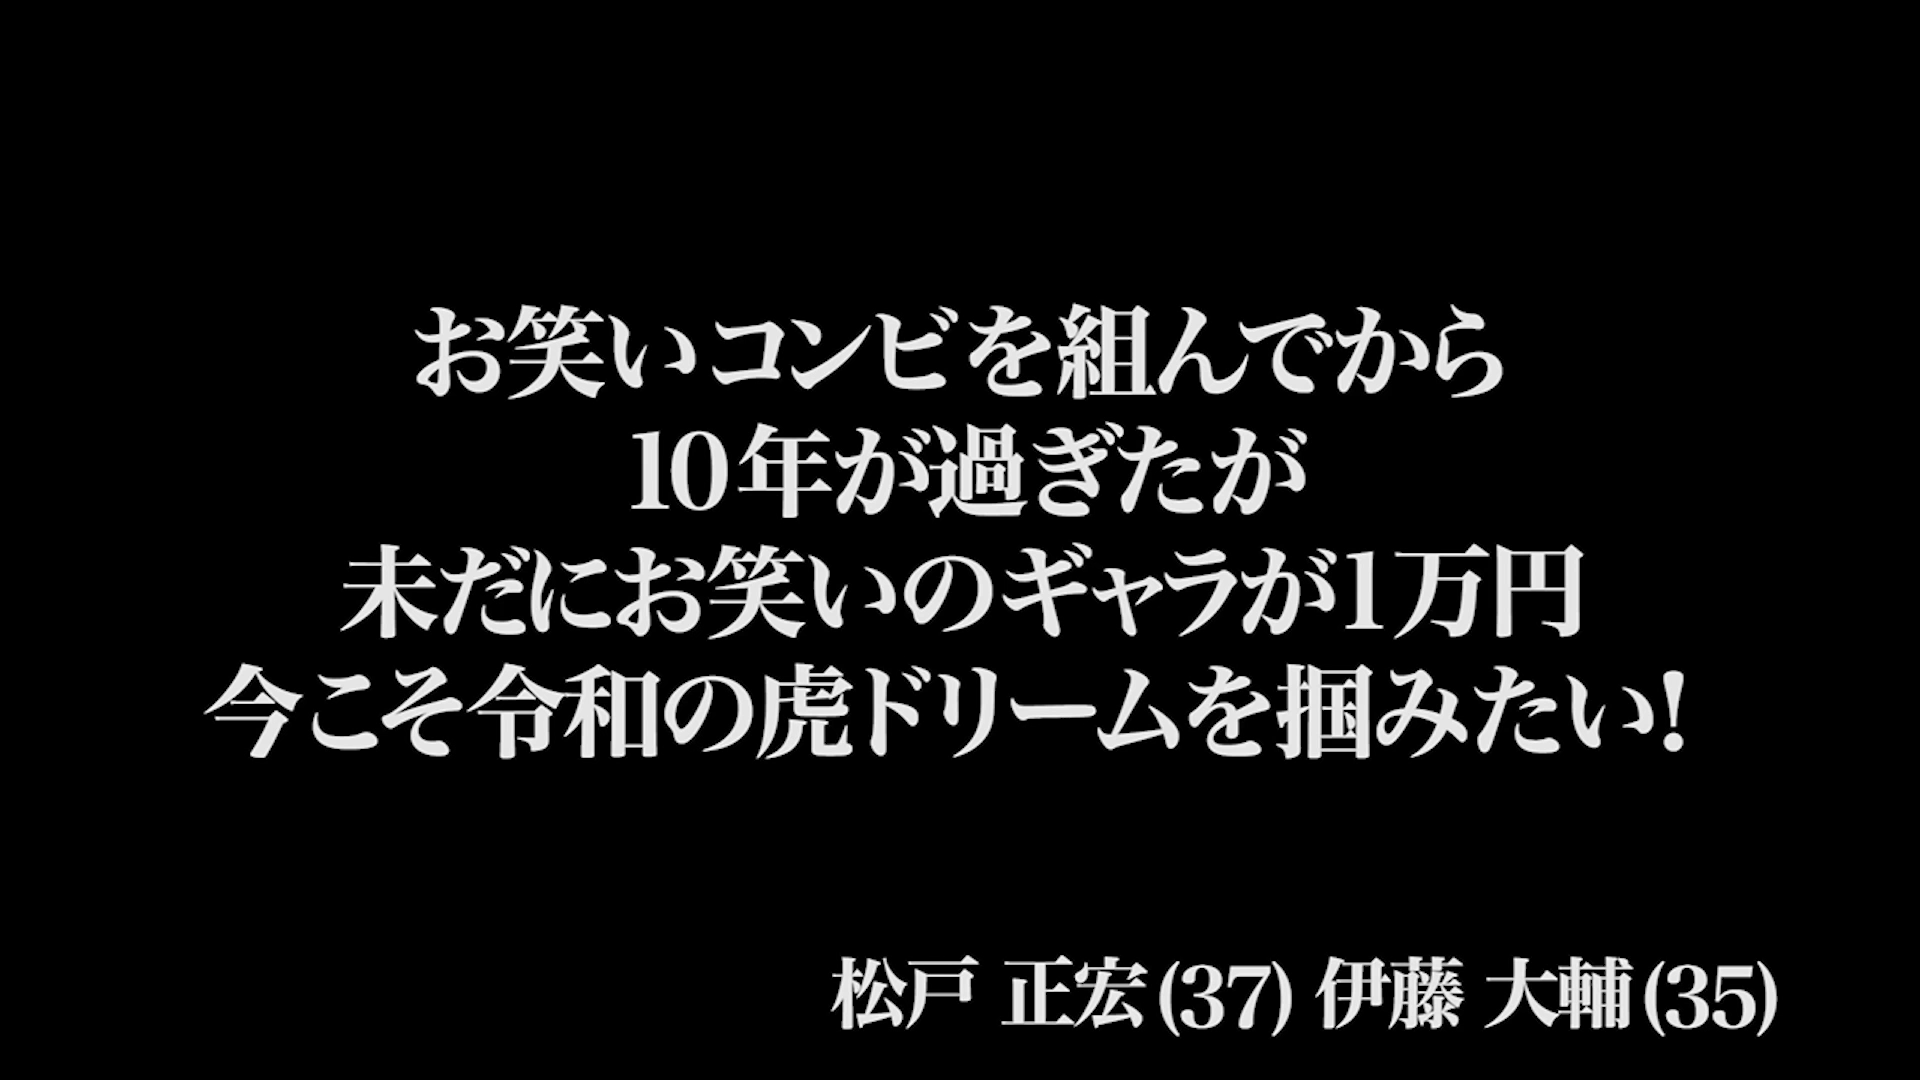 お笑いコンビを組んでから
10年が過ぎたが
未だにお笑いのギャラが1万円
今こそ令和の虎ドリームを掴みたい!
松戸 正宏(37) 伊藤 大輔(35)